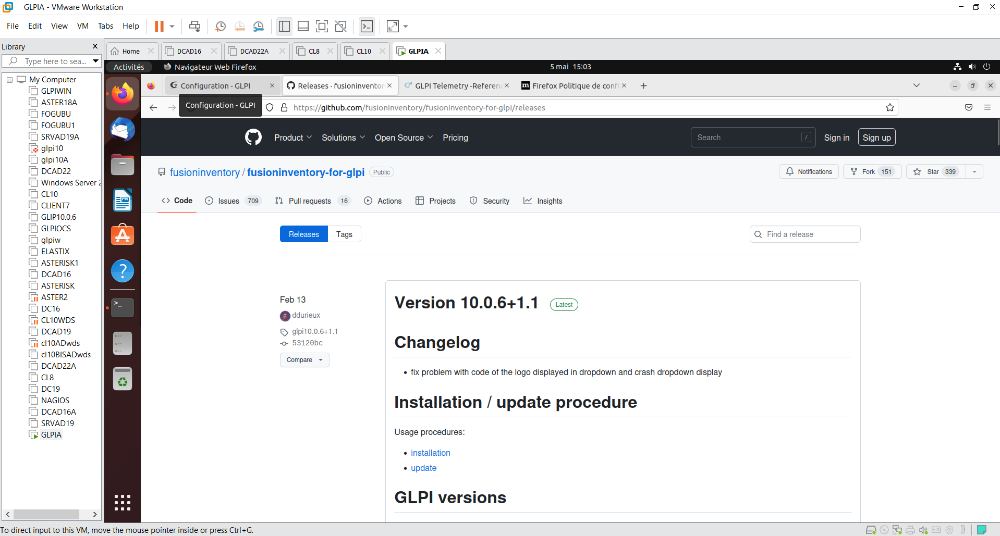 GLPIA - VMware Workstation
File Edit View VM Tabs Help
Library
Type here to sea...
My Computer
GLPIWIN
ASTER18A
FOGUBU
FOGUBU1
SRVAD19A
glpi10
glpi10A
DCAD22
Windows Server 2
CL10
CLIENT7
GLIP10.0.6
GLPIOCS
glpiw
ELASTIX
ASTERISK1
DCAD16
ASTERISK
ASTER2
DC16
CL10WDS
DCAD19
cl10ADwds
cl10BISADwds
DCAD22A
CL8
DC19
NAGIOS
DCAD16A
SRVAD19
GLPIA
Home DCAD16 DCAD22A CL8 CL10 GLPIA
Activités Navigateur Web Firefox 5 mai 15:03
Configuration - GLPI Releases · fusioninventory GLPI Telemetry -Referenc Firefox Politique de confi
Configuration - GLPI
https://github.com/fusioninventory/fusioninventory-for-glpi/releases
Product Solutions Open Source Pricing Search / Sign in Sign up
fusioninventory / fusioninventory-for-glpi Public Notifications Fork 151 Star 339
Code Issues 709 Pull requests 16 Actions Projects Security Insights
Releases Tags Find a release
Feb 13
ddurieux
glpi10.0.6+1.1
53120bc
Compare
Version 10.0.6+1.1 Latest
Changelog
• fix problem with code of the logo displayed in dropdown and crash dropdown display
Installation / update procedure
Usage procedures:
• installation
• update
GLPI versions
To direct input to this VM, move the mouse pointer inside or press Ctrl+G.